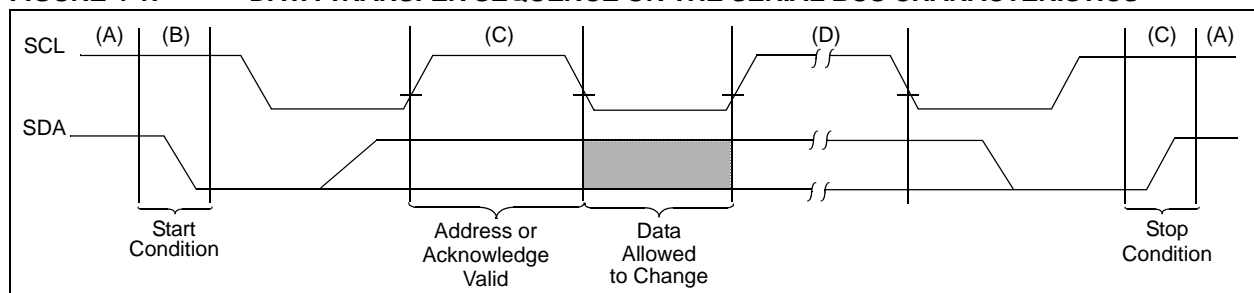 (A) (B) (C) (D) (C) (A)
SCL
SDA
Start
Condition
Address or
Acknowledge
Valid
Data
Allowed
to Change
Stop
Condition